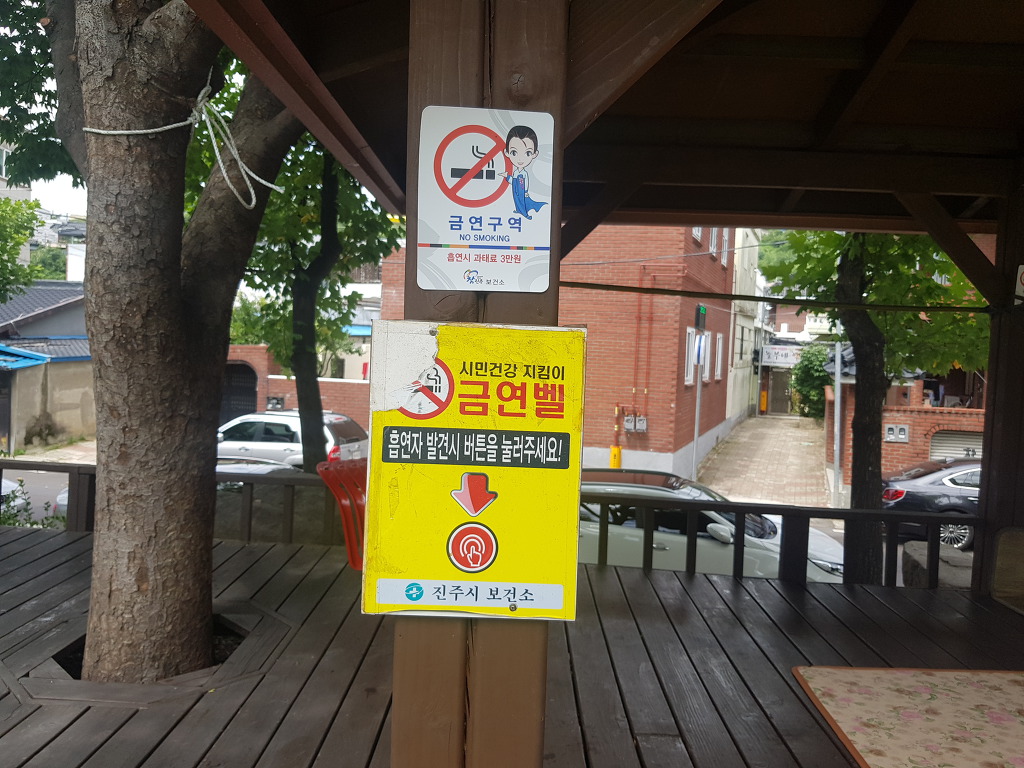 금연구역
NO SMOKING
흡연시 과태료 3만원
보건소
시민건강 지킴이
금연벨
흡연자 발견시 버튼을 눌러주세요!
진주시 보건소